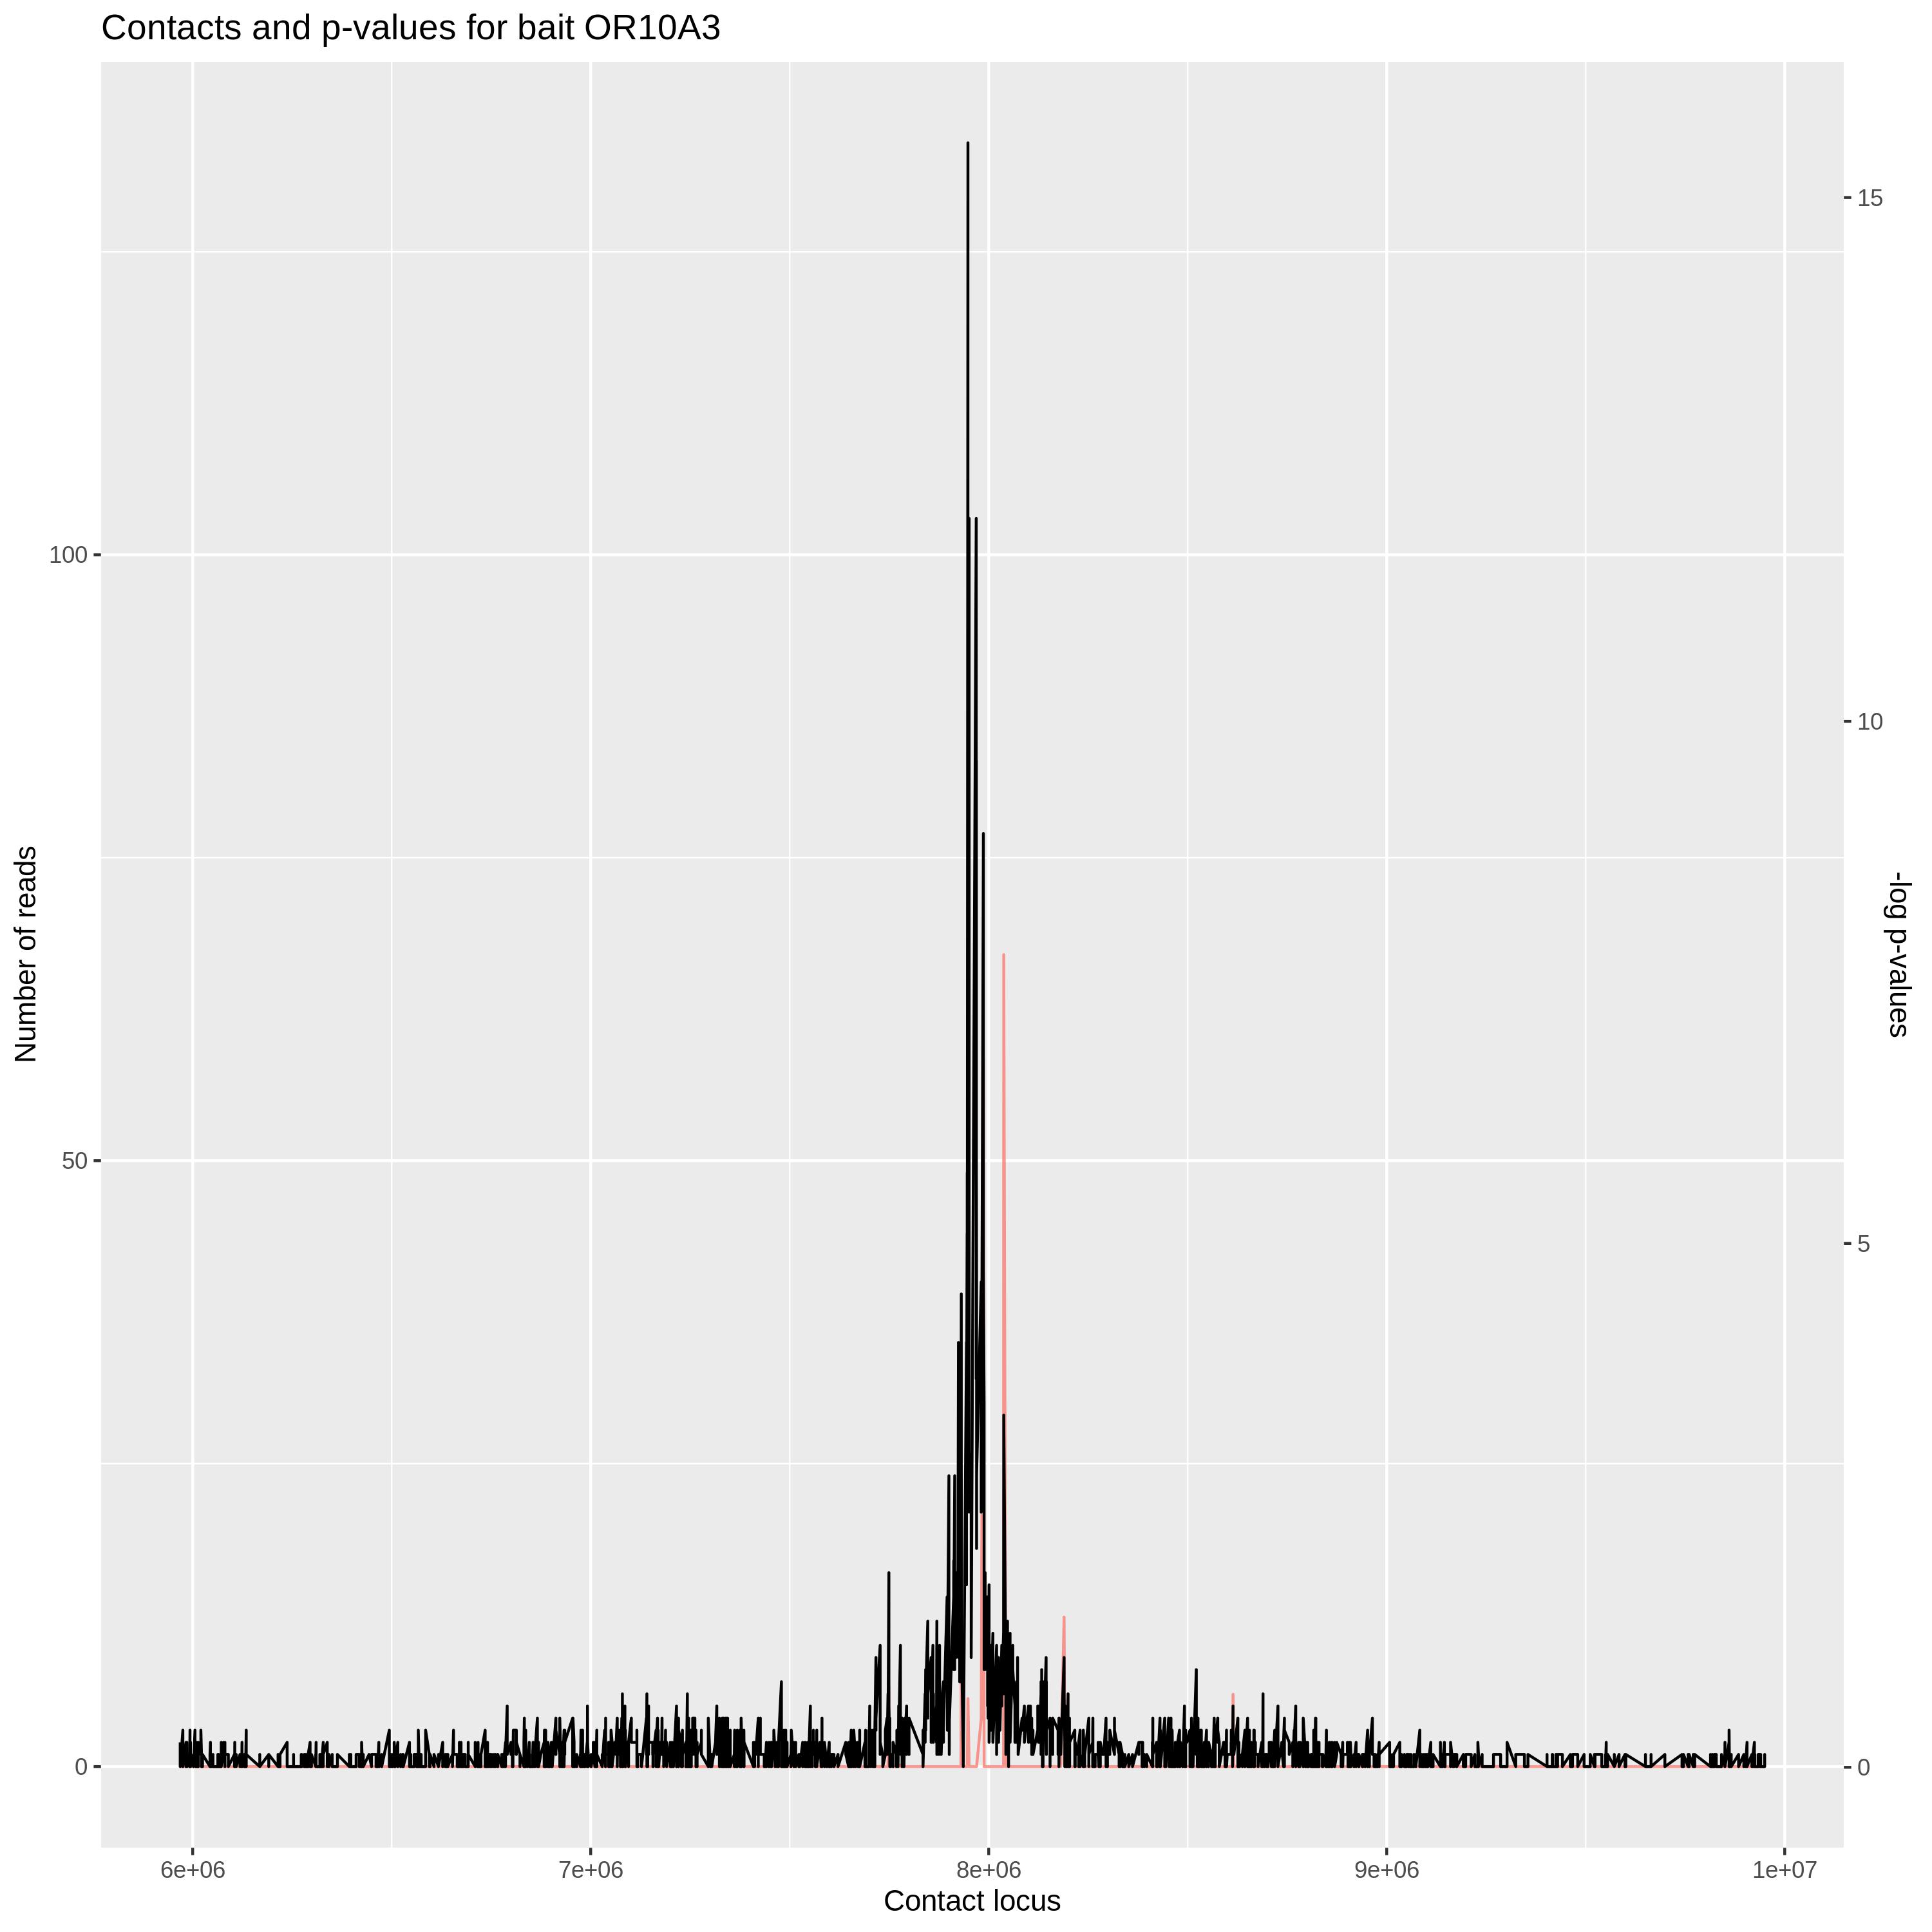 Contacts and p-values for bait OR10A3
15
100
10
Number of reads
-log p-values
50
5
0
0
6e+06
7e+06
8e+06
9e+06
1e+07
Contact locus